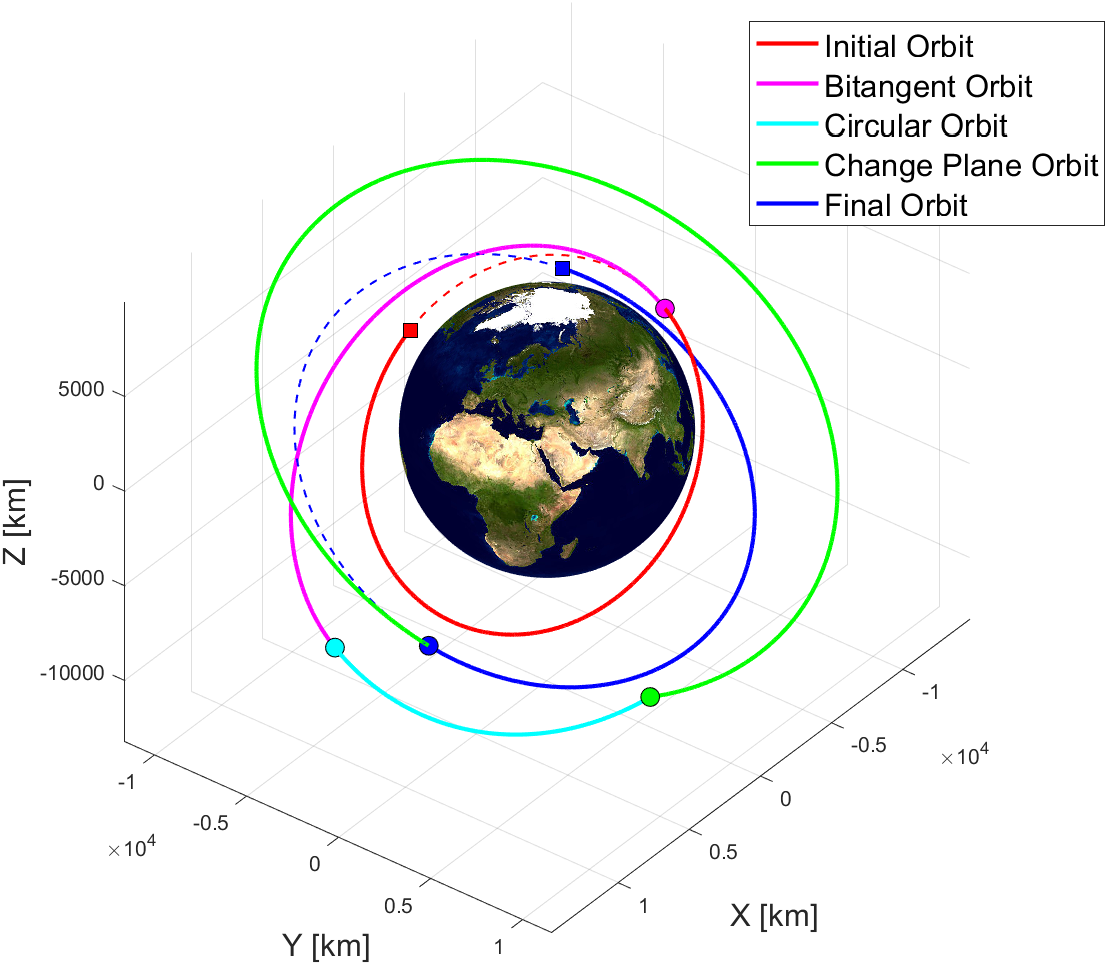 Initial Orbit
Bitangent Orbit
Circular Orbit
Change Plane Orbit
Final Orbit
5000
0
-5000
-10000
Z [km]
-1
-0.5
0
0.5
1
×10⁴
Y [km]
-1
-0.5
0
0.5
1
×10⁴
X [km]